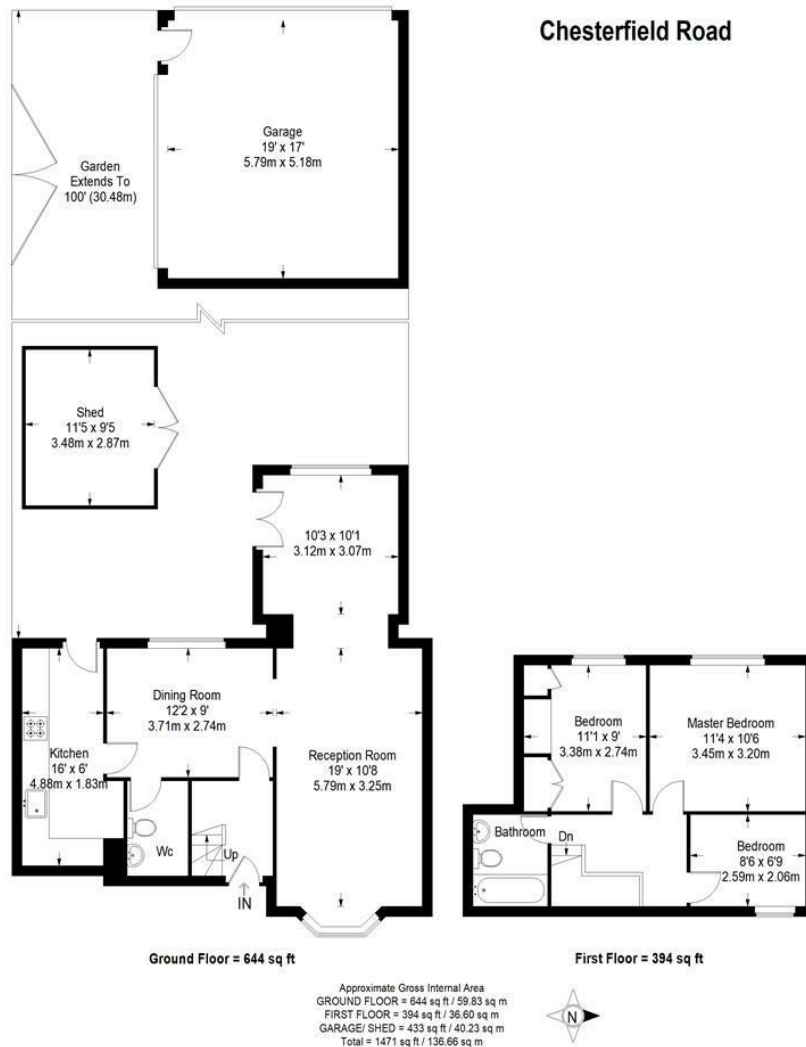 Chesterfield Road
Garage
19' x 17'
5.79m x 5.18m
Garden
Extends To
100' (30.48m)
Shed
11'5 x 9'5
3.48m x 2.87m
10'3 x 10'1
3.12m x 3.07m
Dining Room
12'2 x 9'
3.71m x 2.74m
Kitchen
16' x 6'
4.88m x 1.83m
Reception Room
19' x 10'8
5.79m x 3.25m
Wc
Up
IN
Bedroom
11'1 x 9'
3.38m x 2.74m
Master Bedroom
11'4 x 10'6
3.45m x 3.20m
Bathroom
Dn
Bedroom
8'6 x 6'9
2.59m x 2.06m
Ground Floor = 644 sq ft
First Floor = 394 sq ft
Approximate Gross Internal Area
GROUND FLOOR = 644 sq ft / 59.83 sq m
FIRST FLOOR = 394 sq ft / 36.60 sq m
GARAGE/ SHED = 433 sq ft / 40.23 sq m
Total = 1471 sq ft / 136.66 sq m
N